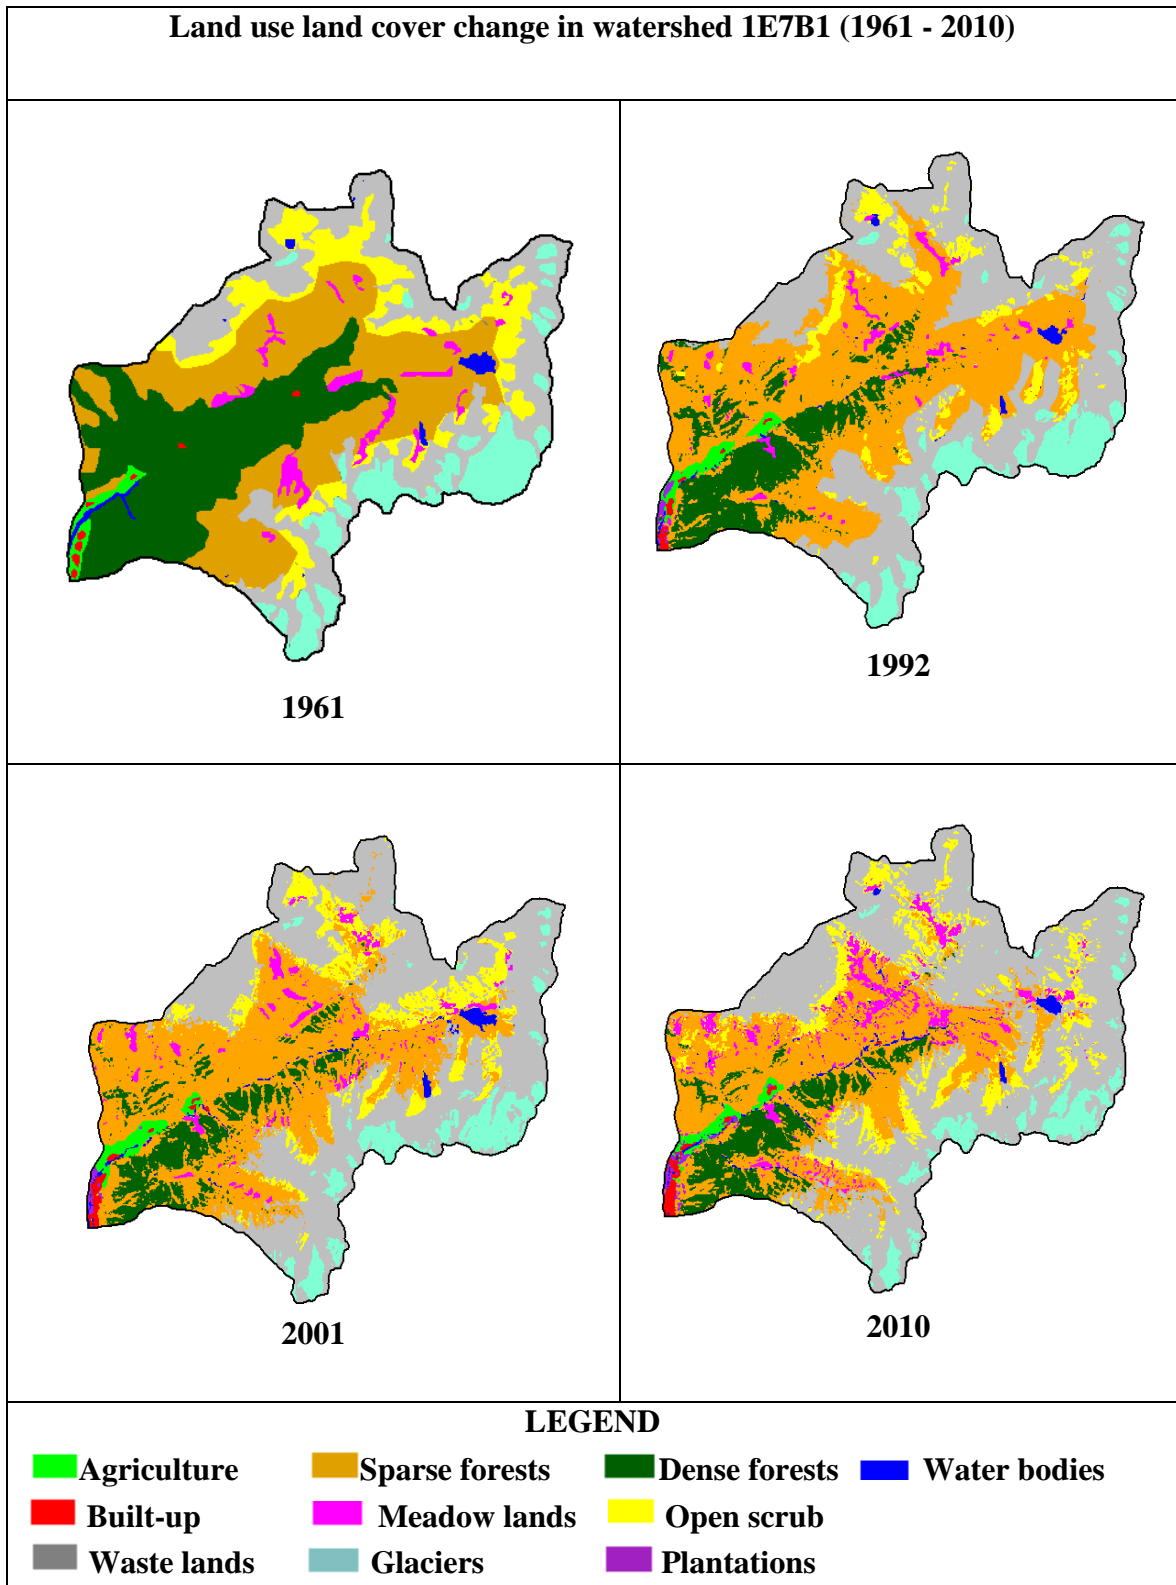 Land use land cover change in watershed 1E7B1 (1961 - 2010)
1961
1992
2001
2010
LEGEND
Agriculture Sparse forests Dense forests Water bodies
Built-up Meadow lands Open scrub
Waste lands Glaciers Plantations